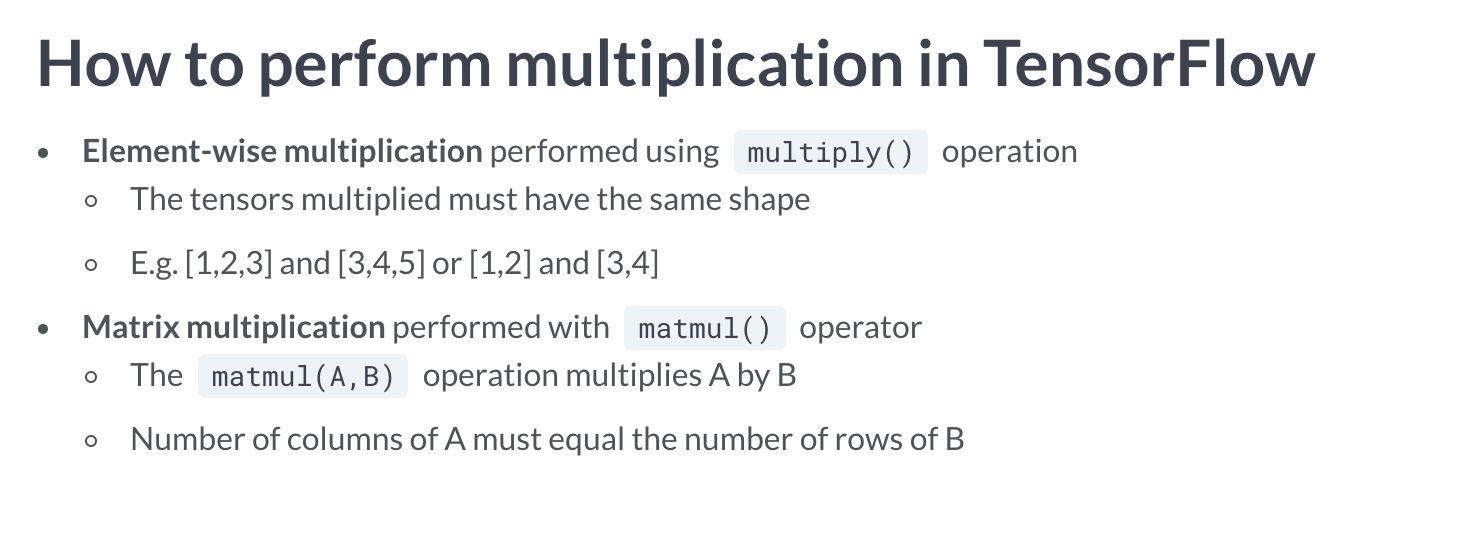 How to perform multiplication in TensorFlow
• Element-wise multiplication performed using multiply() operation
◦ The tensors multiplied must have the same shape
◦ E.g. [1,2,3] and [3,4,5] or [1,2] and [3,4]
• Matrix multiplication performed with matmul() operator
◦ The matmul(A,B) operation multiplies A by B
◦ Number of columns of A must equal the number of rows of B